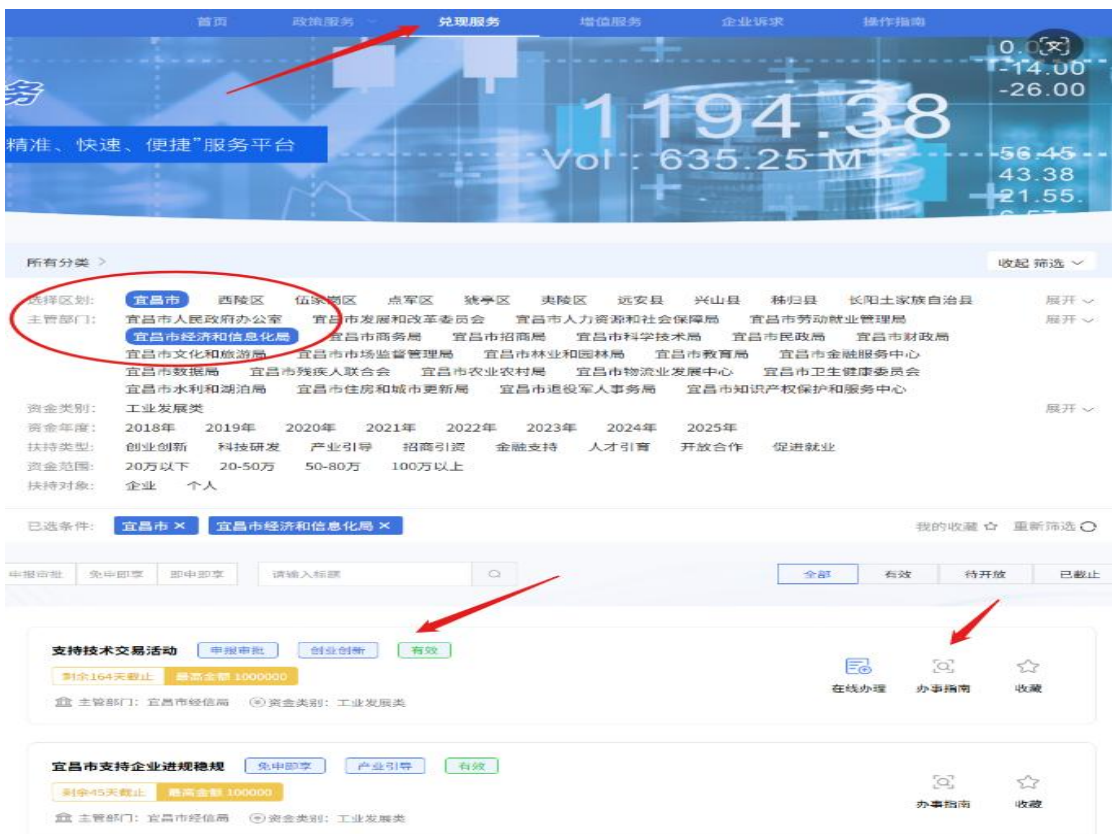 首页 政策服务 兑现服务 增值服务 企业诉求 操作指南
务
精准、快速、便捷”服务平台
1194.38
Vol : 635.25 M
-14.00
-26.00
56.45
43.38
21.55.
所有分类 >
收起 筛选
选择区划: 宜昌市 西陵区 伍家岗区 点军区 猇亭区 夷陵区 远安县 兴山县 秭归县 长阳土家族自治县 展开
主管部门: 宜昌市人民政府办公室 宜昌市发展和改革委员会 宜昌市人力资源和社会保障局 宜昌市劳动就业管理局 展开
宜昌市经济和信息化局 宜昌市商务局 宜昌市招商局 宜昌市科学技术局 宜昌市民政局 宜昌市财政局
宜昌市文化和旅游局 宜昌市市场监督管理局 宜昌市林业和园林局 宜昌市教育局 宜昌市金融服务中心
宜昌市数据局 宜昌市残疾人联合会 宜昌市农业农村局 宜昌市物流业发展中心 宜昌市卫生健康委员会
宜昌市水利和湖泊局 宜昌市住房和城市更新局 宜昌市退役军人事务局 宜昌市知识产权保护和服务中心
资金类别: 工业发展类 展开
资金年度: 2018年 2019年 2020年 2021年 2022年 2023年 2024年 2025年
扶持类型: 创业创新 科技研发 产业引导 招商引资 金融支持 人才引育 开放合作 促进就业
资金范围: 20万以下 20-50万 50-80万 100万以上
扶持对象: 企业 个人
已选条件: 宜昌市 × 宜昌市经济和信息化局 × 我的收藏 重新筛选
申报审批 免申即享 即申即享 请输入标题 全部 有效 待开放 已截止
支持技术交易活动 申报审批 创业创新 有效
剩余164天截止 最高金额 1000000
主管部门：宜昌市经信局 资金类别：工业发展类
在线办理 办事指南 收藏
宜昌市支持企业进规稳规 免申即享 产业引导 有效
剩余45天截止 最高金额 100000
主管部门：宜昌市经信局 资金类别：工业发展类
办事指南 收藏